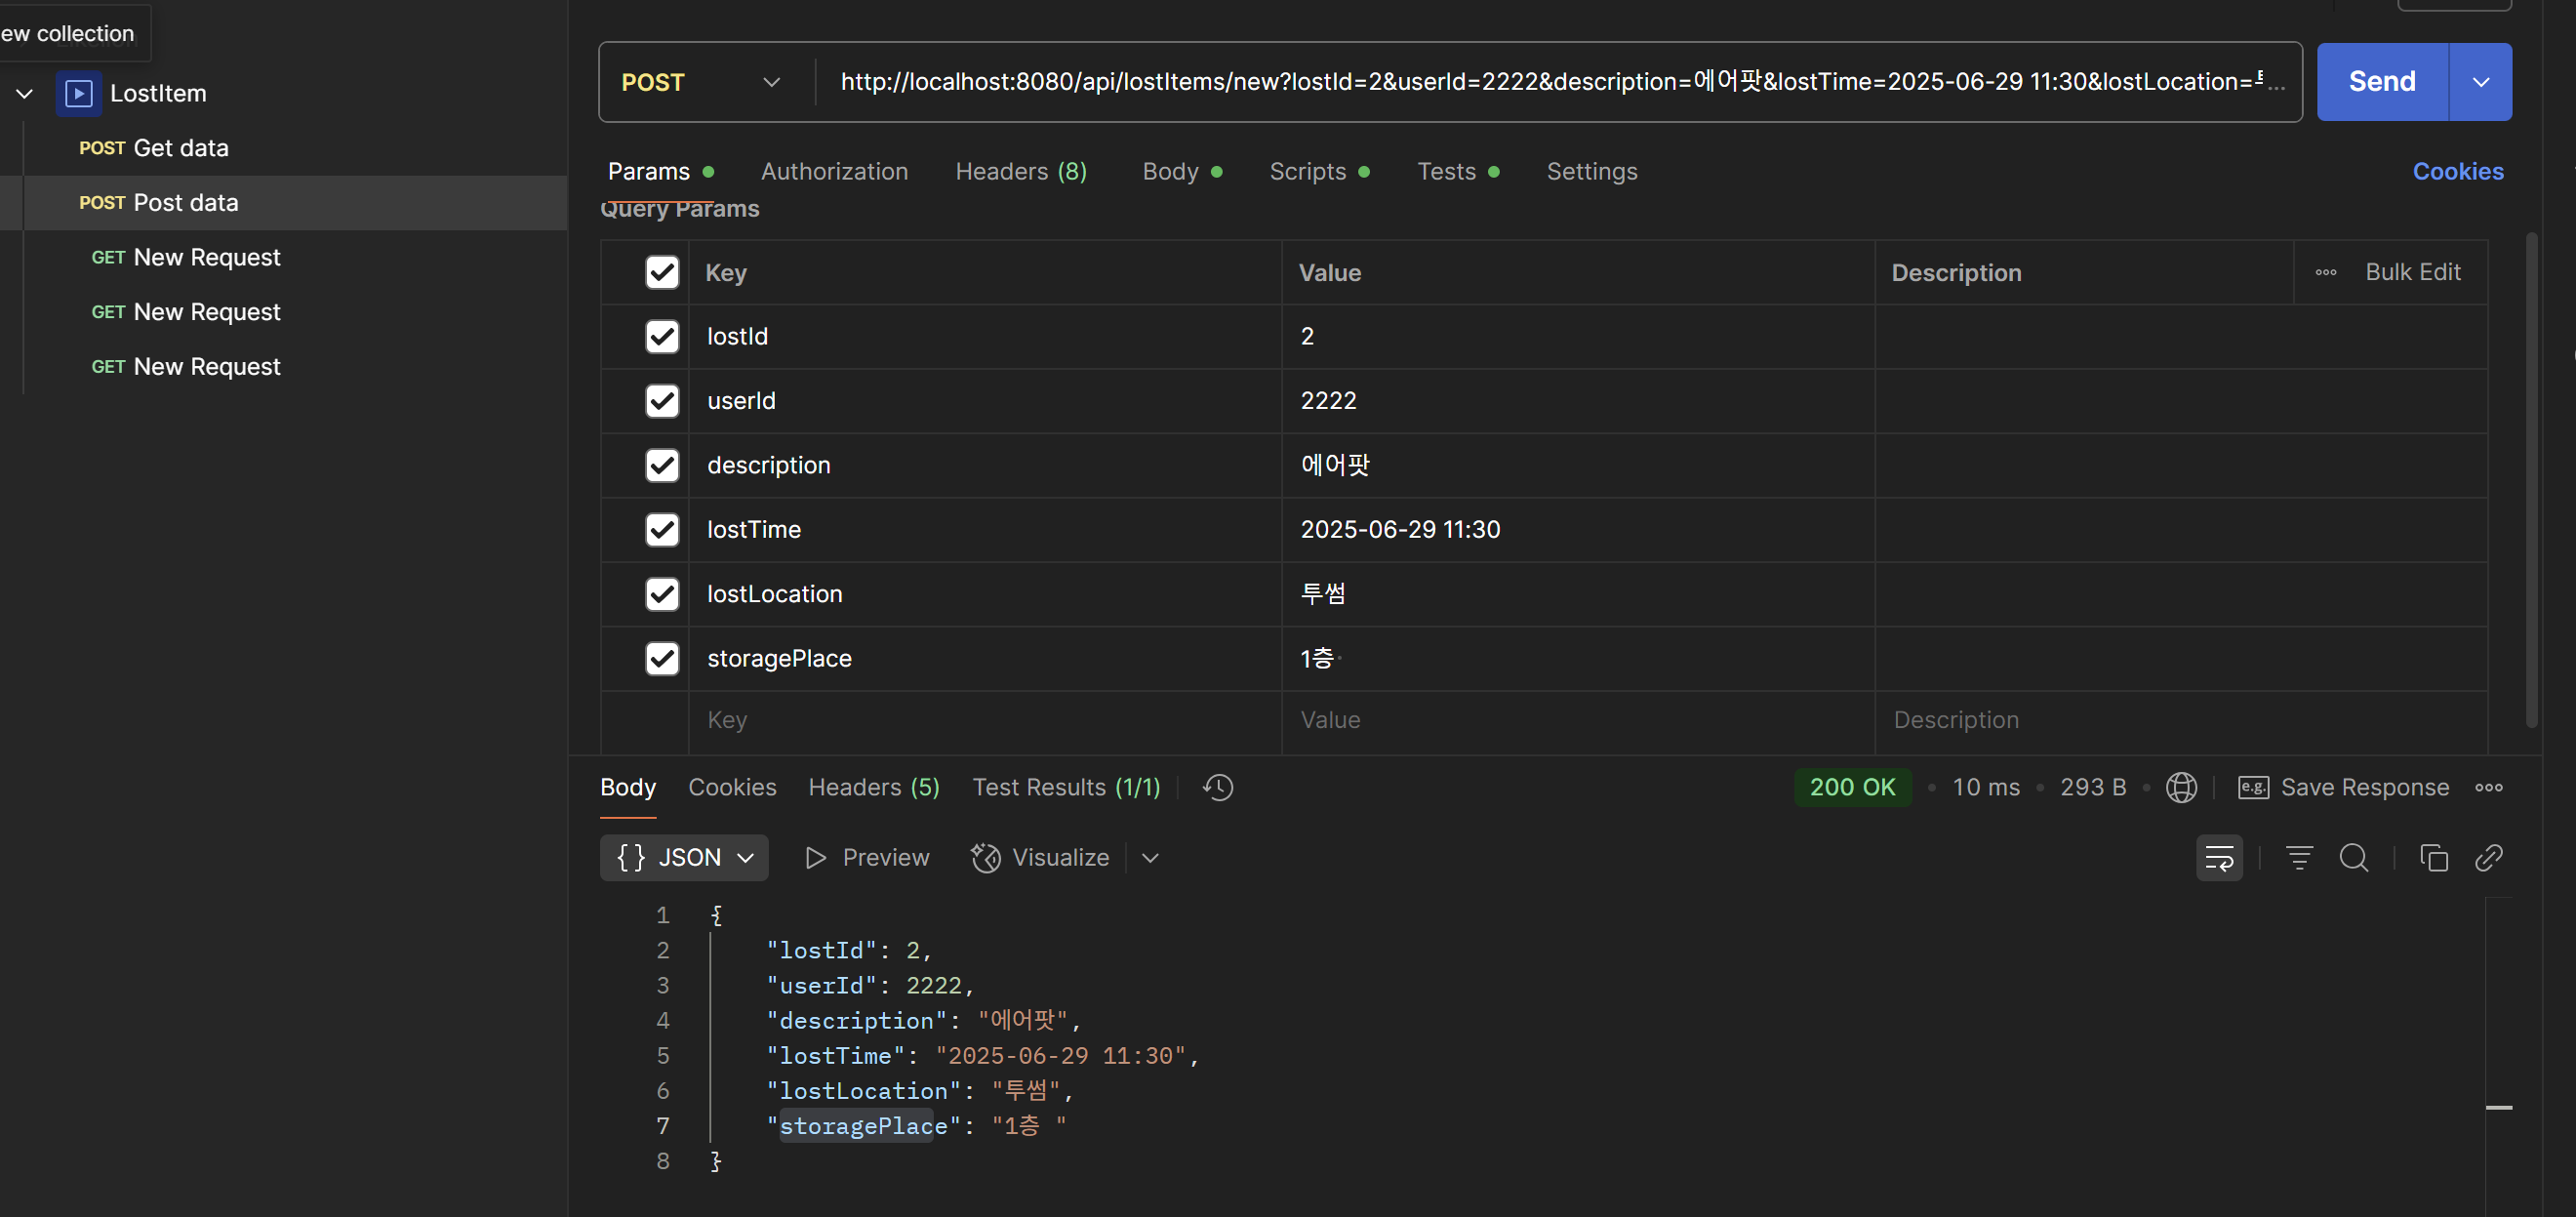 ew collection
LostItem
POST Get data
POST Post data
GET New Request
GET New Request
GET New Request
POST
http://localhost:8080/api/lostItems/new?lostId=2&userId=2222&description=에어팟&lostTime=2025-06-29 11:30&lostLocation=
...
Send
Params
Authorization
Headers (8)
Body
Scripts
Tests
Settings
Cookies
Query Params
Key Value Description Bulk Edit
lostId 2
userId 2222
description 에어팟
lostTime 2025-06-29 11:30
lostLocation 투썸
storagePlace 1층
Key Value Description
Body Cookies Headers (5) Test Results (1/1)
200 OK • 10 ms • 293 B • e.g. Save Response
{} JSON Preview Visualize
1 {
2 "lostId": 2,
3 "userId": 2222,
4 "description": "에어팟",
5 "lostTime": "2025-06-29 11:30",
6 "lostLocation": "투썸",
7 "storagePlace": "1층 "
8 }